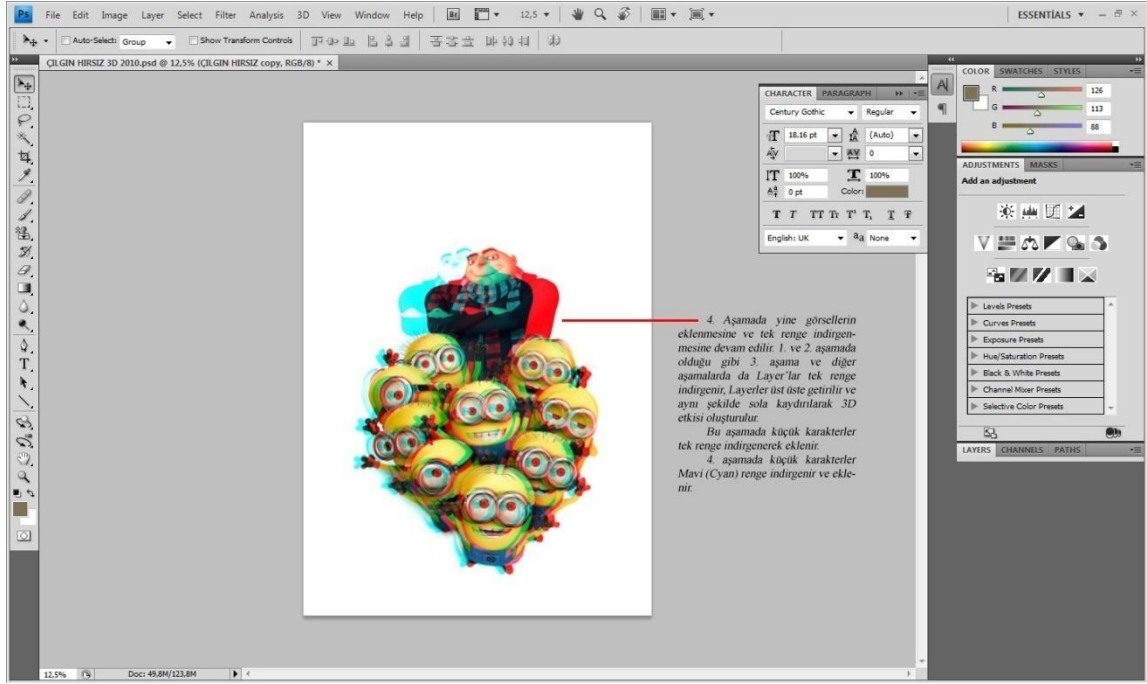 Ps File Edit Image Layer Select Filter Analysis 3D View Window Help Br 12,5 ESSENTİALS
Auto-Select: Group Show Transform Controls
ÇILGIN HIRSIZ 3D 2010.psd @ 12,5% (ÇILGIN HIRSIZ copy, RGB/8) * ×
CHARACTER PARAGRAPH
Century Gothic Regular
18,16 pt (Auto)
0
100% 100%
0 pt Color:
T T TT Tr T¹ T, T T
English: UK aa None
4. Aşamada yine görsellerin
eklenmesine ve tek renge indirgen-
mesine devam edilir. 1. ve 2. aşamada
olduğu gibi 3. aşama ve diğer
aşamalarda da Layer’lar tek renge
indirgenir, Layerler üst üste getirilir ve
aynı şekilde sola kaydırılarak 3D
etkisi oluşturulur.
Bu aşamada küçük karakterler
tek renge indirgenerek eklenir.
4. aşamada küçük karakterler
Mavi (Cyan) renge indirgenir ve ekle-
nir.
COLOR SWATCHES STYLES
R 126
G 113
B 88
ADJUSTMENTS MASKS
Add an adjustment
Levels Presets
Curves Presets
Exposure Presets
Hue/Saturation Presets
Black & White Presets
Channel Mixer Presets
Selective Color Presets
LAYERS CHANNELS PATHS
12,5% Doc: 49,8M/123,8M